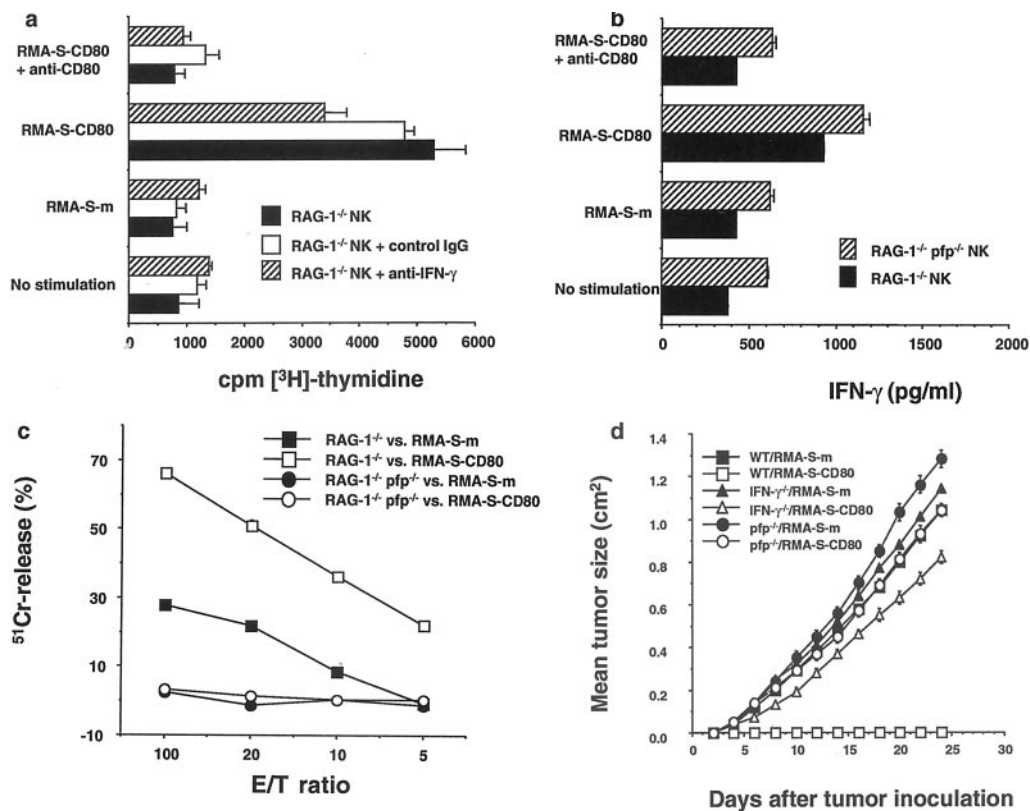 a
RMA-S-CD80
+ anti-CD80
RMA-S-CD80
RMA-S-m
No stimulation
RAG-1-/- NK
RAG-1-/- NK + control IgG
RAG-1-/- NK + anti-IFN-γ
0 1000 2000 3000 4000 5000 6000
cpm [³H]-thymidine
b
RMA-S-CD80
+ anti-CD80
RMA-S-CD80
RMA-S-m
No stimulation
RAG-1-/- pfp-/- NK
RAG-1-/- NK
0 500 1000 1500 2000
IFN-γ (pg/ml)
c
RAG-1-/- vs. RMA-S-m
RAG-1-/- vs. RMA-S-CD80
RAG-1-/- pfp-/- vs. RMA-S-m
RAG-1-/- pfp-/- vs. RMA-S-CD80
70
50
30
10
-10
⁵¹Cr-release (%)
100 20 10 5
E/T ratio
d
WT/RMA-S-m
WT/RMA-S-CD80
IFN-γ-/-/RMA-S-m
IFN-γ-/-/RMA-S-CD80
pfp-/-/RMA-S-m
pfp-/-/RMA-S-CD80
1.4
1.2
1.0
0.8
0.6
0.4
0.2
0.0
Mean tumor size (cm²)
0 5 10 15 20 25 30
Days after tumor inoculation